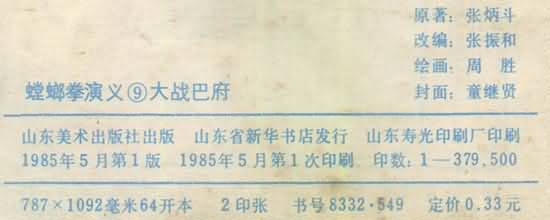 原著：张炳斗
改编：张振和
绘画：周 胜
封面：童继贤
螳螂拳演义⑨大战巴府
山东美术出版社出版 山东省新华书店发行 山东寿光印刷厂印刷
1985年5月第1版 1985年5月第1次印刷 印数：1—379,500
787×1092毫米64开本 2印张 书号8332·549 定价0.33元